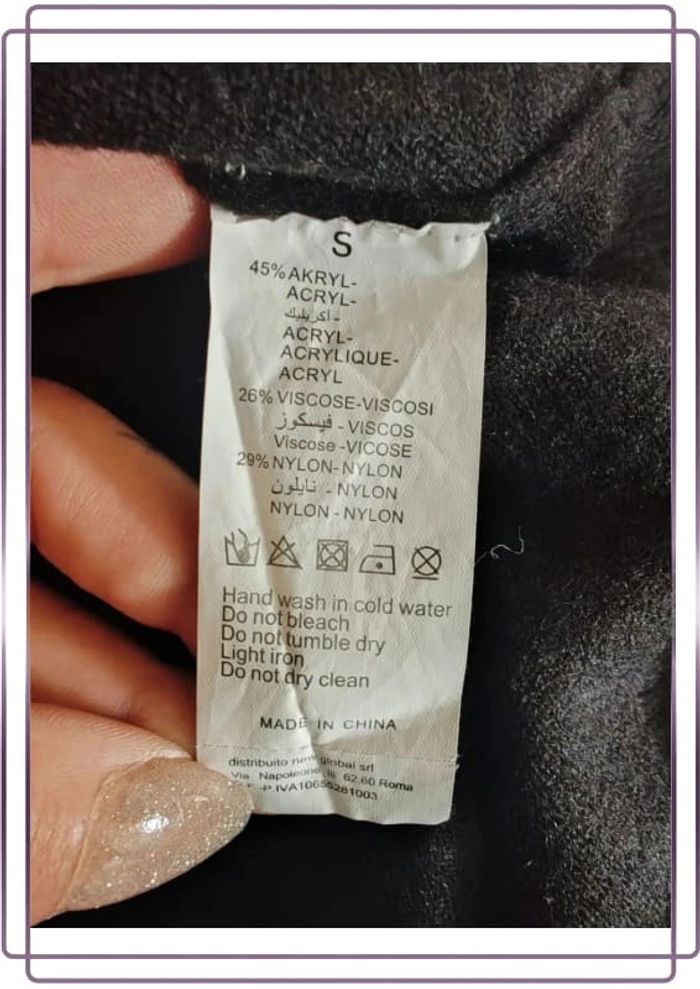 S
45% AKRYL-
ACRYL-
اكريليك -
ACRYL-
ACRYLIQUE-
ACRYL
26% VISCOSE-VISCOSI
فيسكوز - VISCOS
Viscose -VICOSE
29% NYLON- NYLON
نايلون - NYLON
NYLON - NYLON
Hand wash in cold water
Do not bleach
Do not tumble dry
Light iron
Do not dry clean
MADE IN CHINA
distribuito new global srl
Via Napoleone III 62.60 Roma
P.IVA10655281003